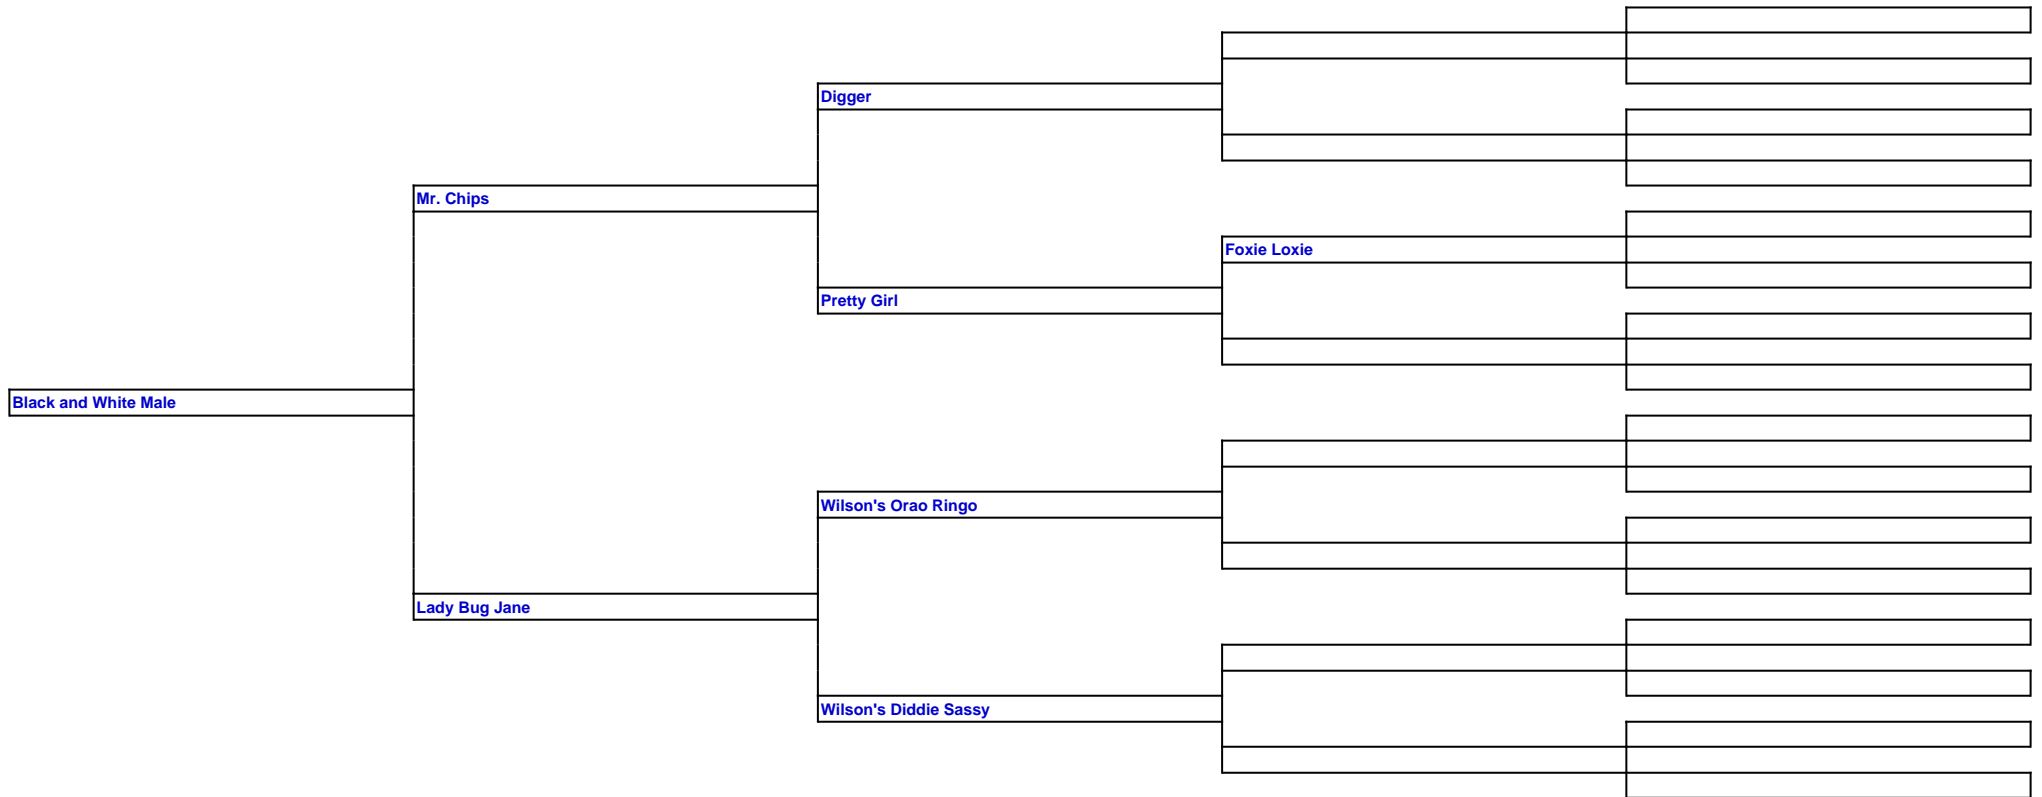 Digger
Mr. Chips
Foxie Loxie
Pretty Girl
Black and White Male
Wilson's Orao Ringo
Lady Bug Jane
Wilson's Diddie Sassy